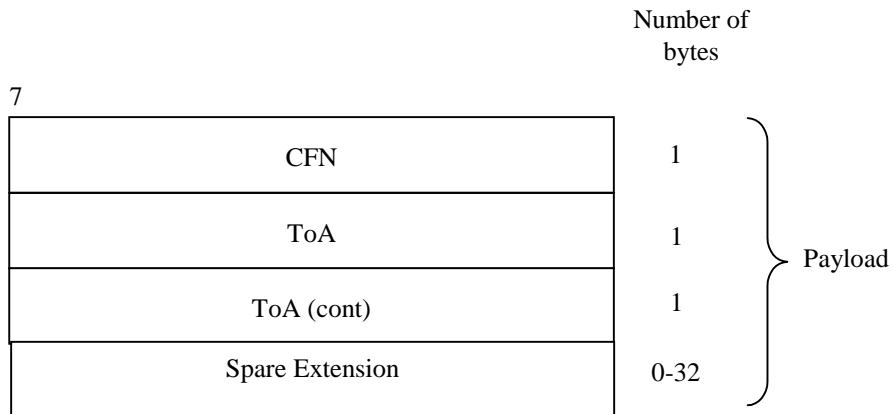 Number of
bytes
7
CFN
1
ToA
1
Payload
ToA (cont)
1
Spare Extension
0-32